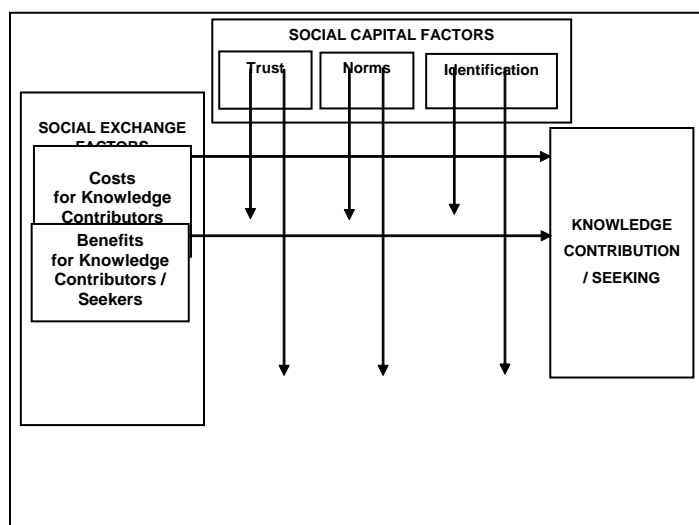 SOCIAL CAPITAL FACTORS
Trust
Norms
Identification
SOCIAL EXCHANGE
FACTORS
Costs
for Knowledge
Contributors
Benefits
for Knowledge
Contributors /
Seekers
KNOWLEDGE
CONTRIBUTION
/ SEEKING